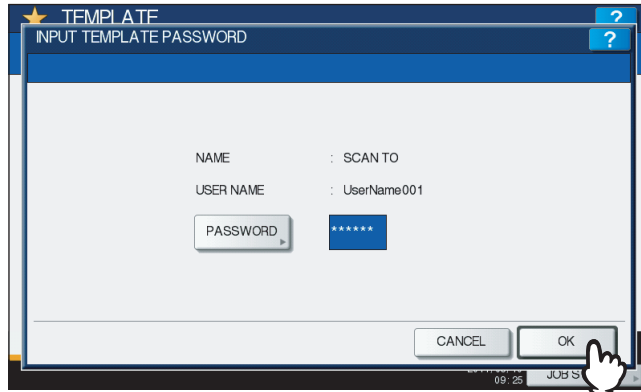 TEMPLATE ?
INPUT TEMPLATE PASSWORD ?
NAME : SCAN TO
USER NAME : UserName001
PASSWORD ******
CANCEL OK
09:25 JOB S